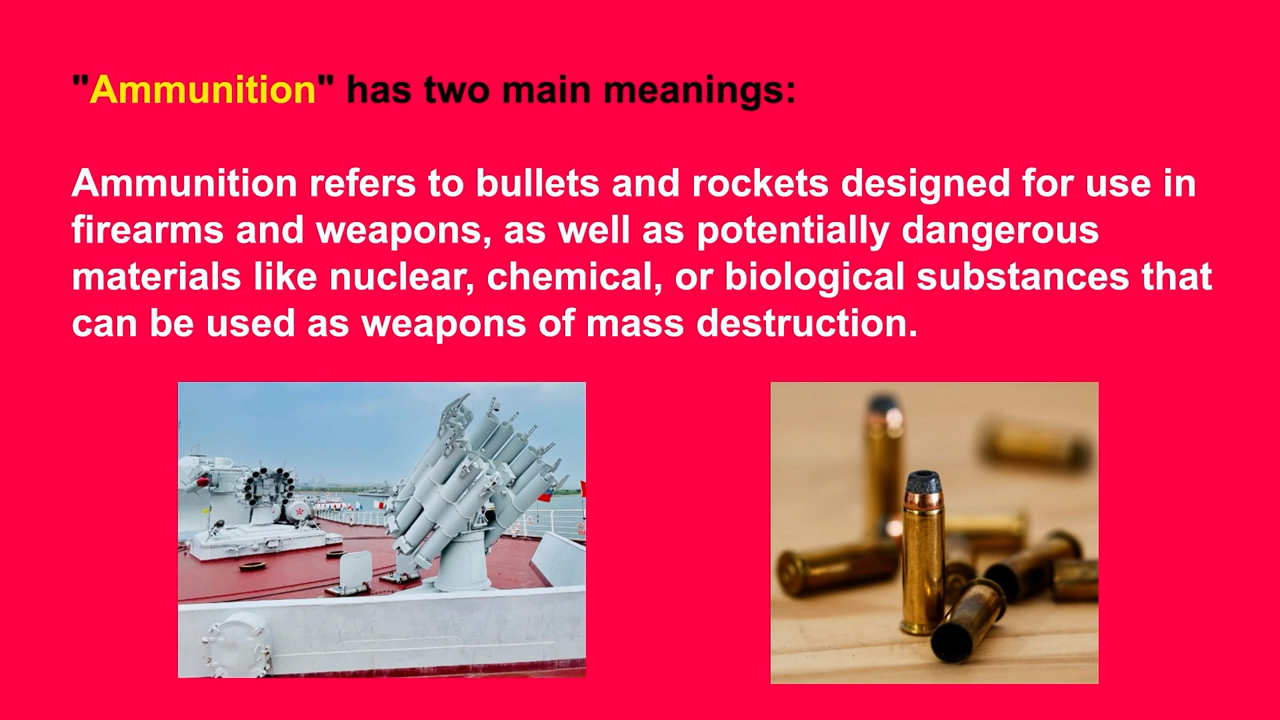 "Ammunition" has two main meanings:
Ammunition refers to bullets and rockets designed for use in
firearms and weapons, as well as potentially dangerous
materials like nuclear, chemical, or biological substances that
can be used as weapons of mass destruction.